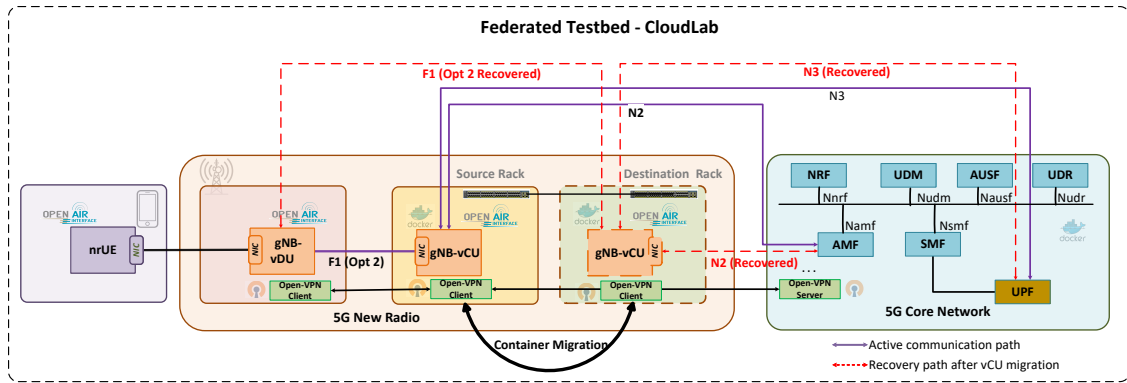 Federated Testbed - CloudLab
F1 (Opt 2 Recovered)
N3 (Recovered)
N3
N2
Source Rack
Destination Rack
NRF
UDM
AUSF
UDR
Nnrf
Nudm
Nausf
Nudr
Namf
Nsmf
docker
OPEN AIR
INTERFACE
OPEN AIR
INTERFACE
docker
OPEN AIR
INTERFACE
docker
OPEN AIR
INTERFACE
nrUE
NIC
NIC
gNB-
vDU
F1 (Opt 2)
NIC
gNB-vCU
gNB-vCU
NIC
N2 (Recovered)
AMF
SMF
...
Open-VPN
Client
Open-VPN
Client
Open-VPN
Client
Open-VPN
Server
UPF
5G New Radio
5G Core Network
Container Migration
Active communication path
Recovery path after vCU migration